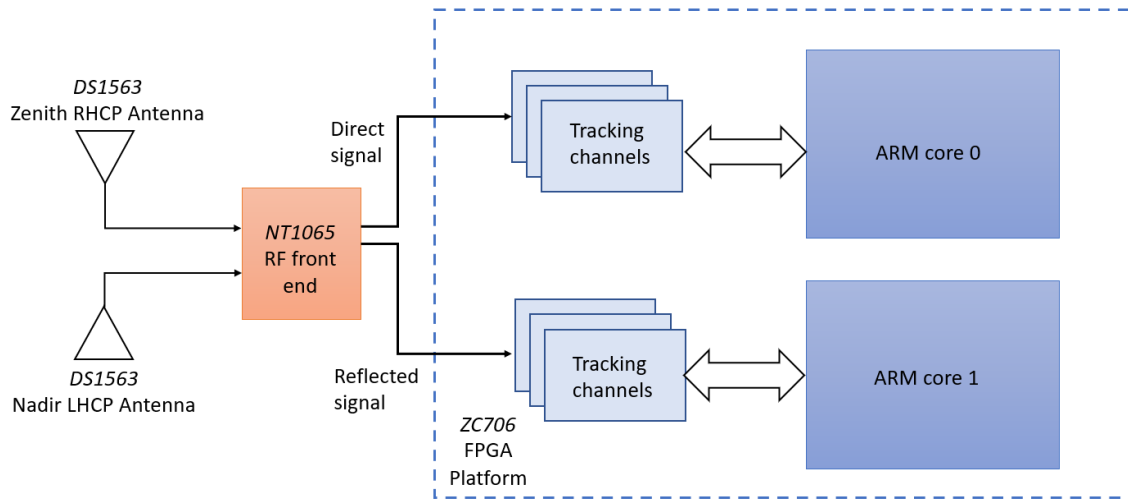 DS1563
Zenith RHCP Antenna
Direct
signal
Tracking
channels
ARM core 0
NT1065
RF front
end
DS1563
Nadir LHCP Antenna
Reflected
signal
Tracking
channels
ARM core 1
ZC706
FPGA
Platform